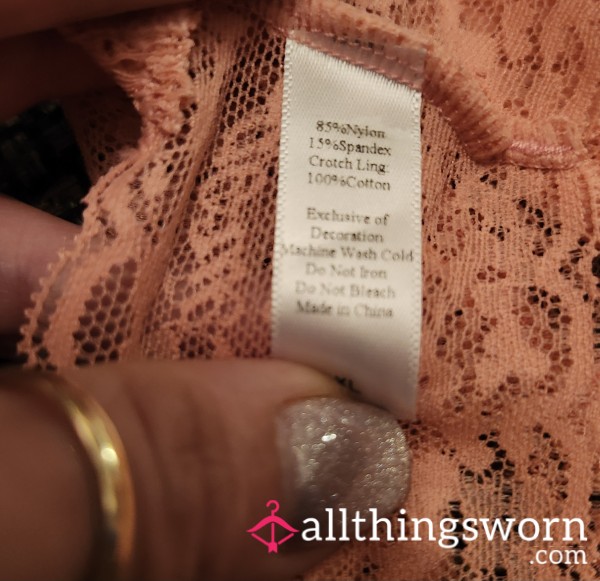 85%Nylon
15%Spandex
Crotch Ling:
100%Cotton
Exclusive of
Decoration
Machine Wash Cold
Do Not Iron
Do Not Bleach
Made in China
XL
allthingsworn
.com